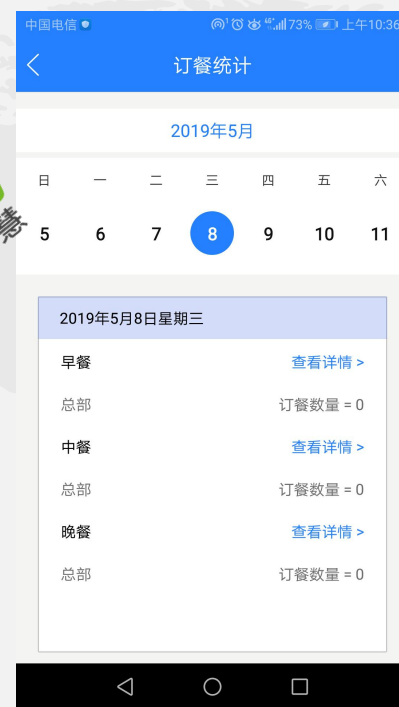 中国电信 73% 上午10:36
订餐统计
2019年5月
日 一 二 三 四 五 六
5 6 7 8 9 10 11
慧
2019年5月8日星期三
早餐 查看详情 >
总部 订餐数量 = 0
中餐 查看详情 >
总部 订餐数量 = 0
晚餐 查看详情 >
总部 订餐数量 = 0